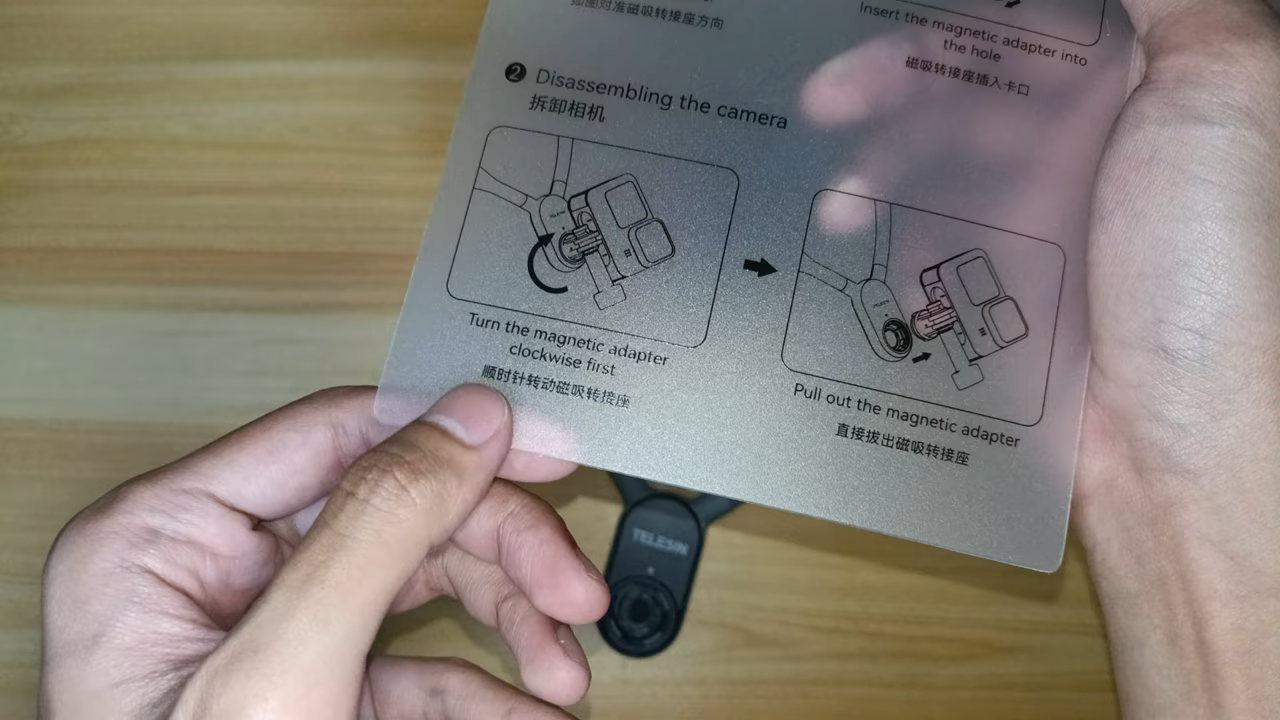 如图对准磁吸转接座方向
Insert the magnetic adapter into
the hole
磁吸转接座插入卡口
2 Disassembling the camera
拆卸相机
TELESIN
Turn the magnetic adapter
clockwise first
顺时针转动磁吸转接座
TELESIN
Pull out the magnetic adapter
直接拔出磁吸转接座
TELESIN